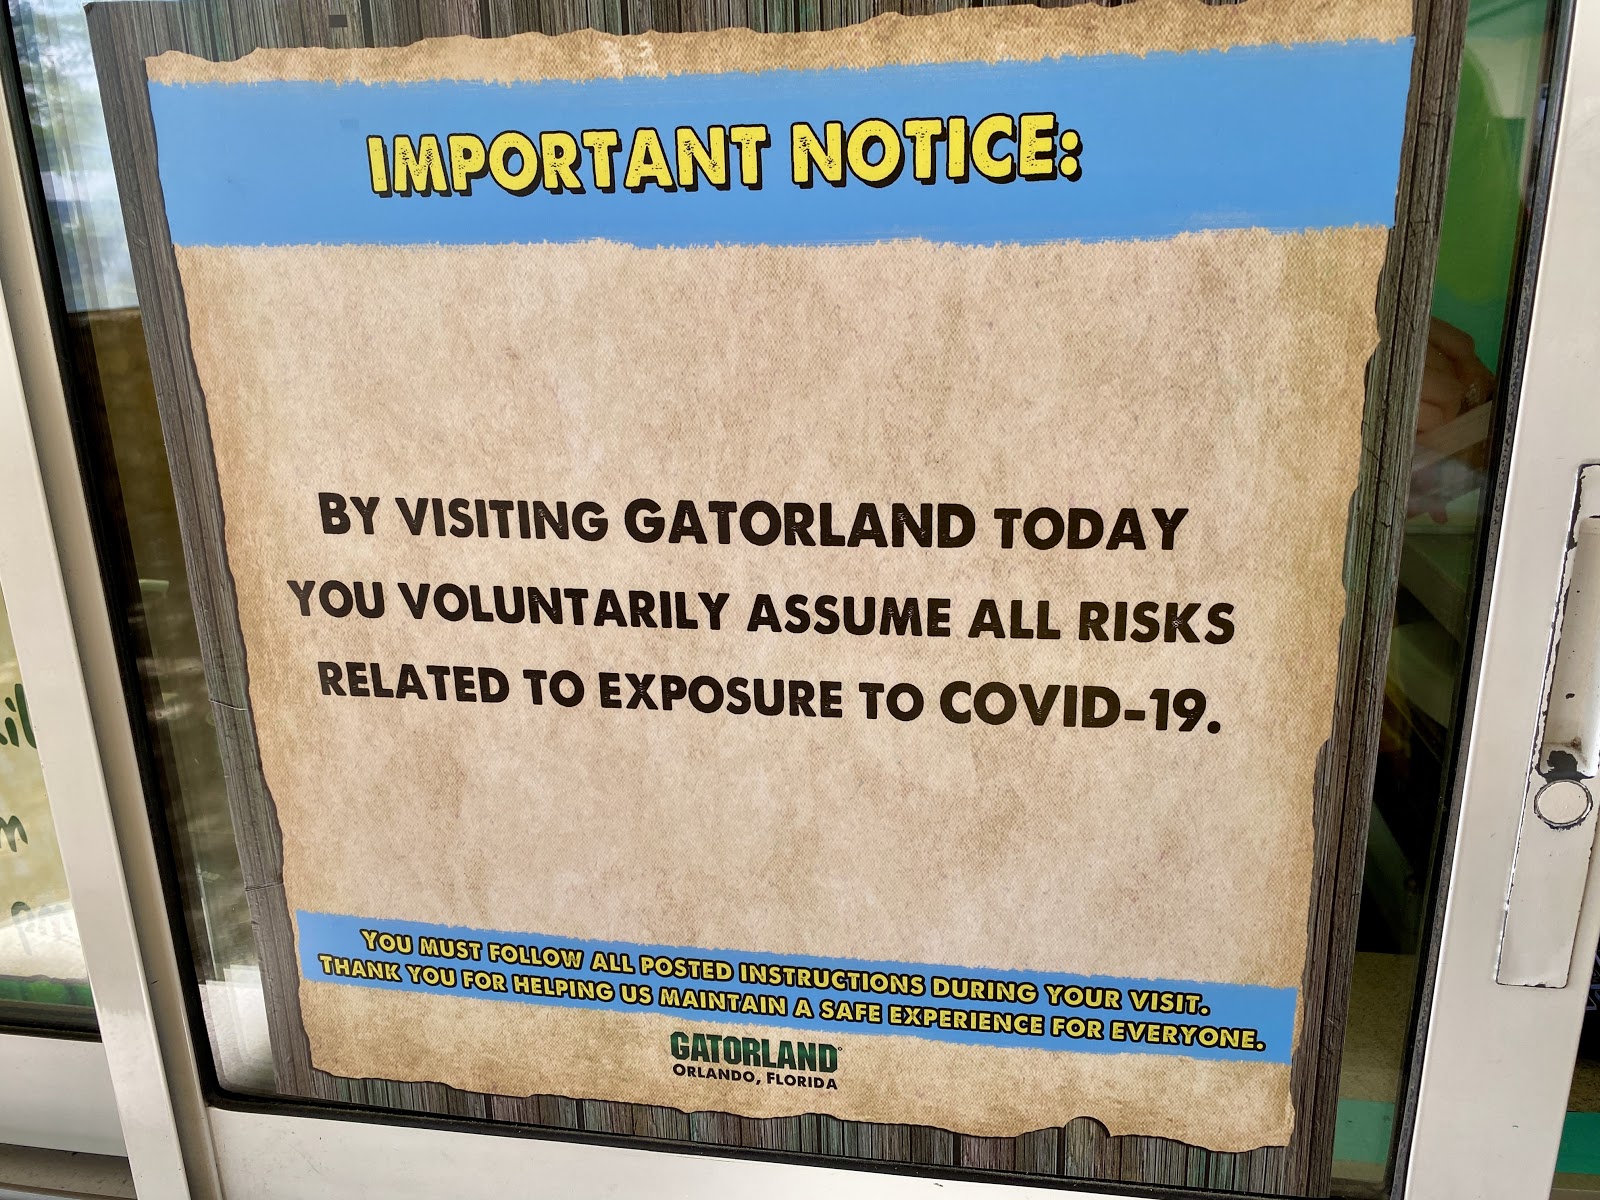 IMPORTANT NOTICE:
BY VISITING GATORLAND TODAY
YOU VOLUNTARILY ASSUME ALL RISKS
RELATED TO EXPOSURE TO COVID-19.
YOU MUST FOLLOW ALL POSTED INSTRUCTIONS DURING YOUR VISIT.
THANK YOU FOR HELPING US MAINTAIN A SAFE EXPERIENCE FOR EVERYONE.
GATORLAND
ORLANDO, FLORIDA